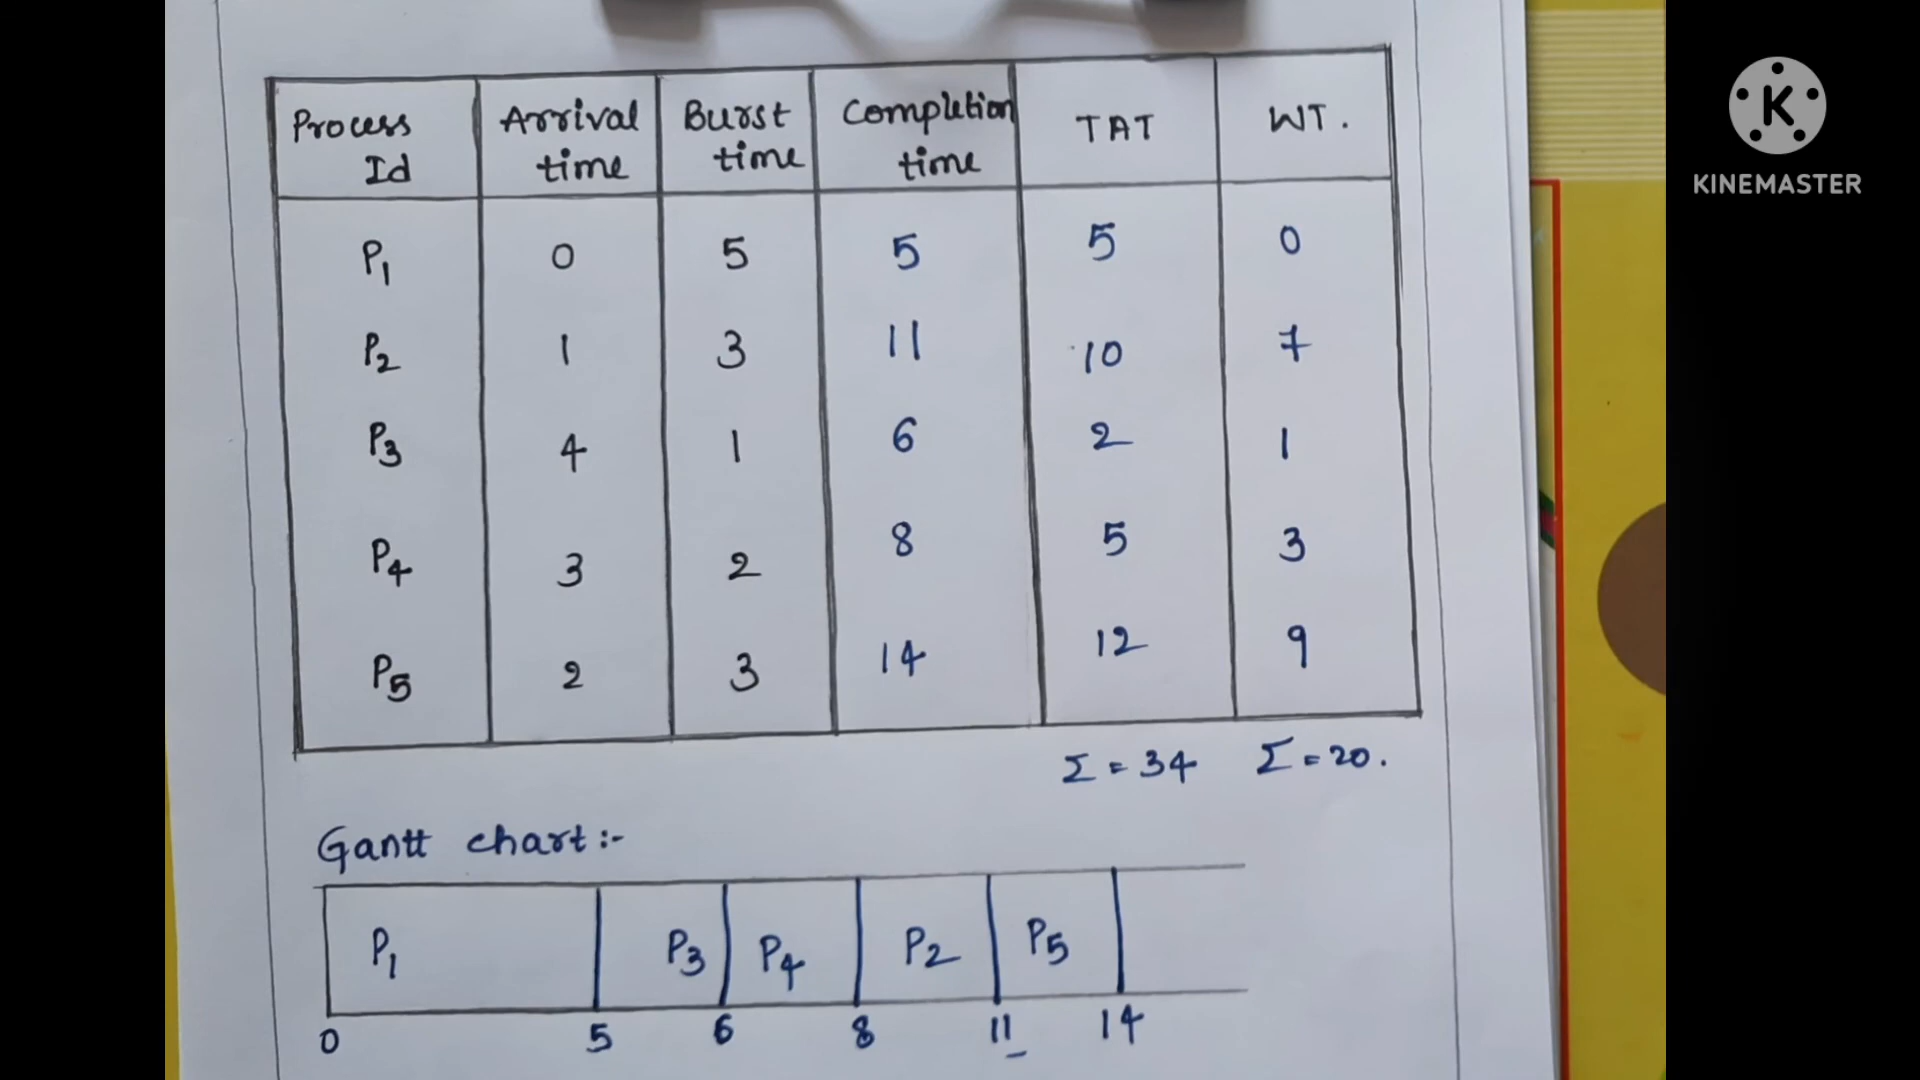 Process Id Arrival time Burst time Completion time TAT WT.
P1 0 5 5 5 0
P2 1 3 11 10 7
P3 4 1 6 2 1
P4 3 2 8 5 3
P5 2 3 14 12 9
Σ = 34 Σ = 20.
Gantt chart :-
P1 P3 P4 P2 P5
0 5 6 8 11 14
K
KINEMASTER